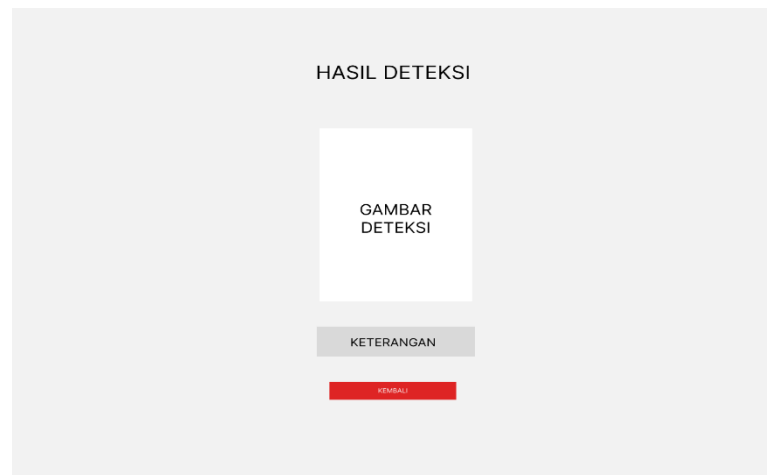 HASIL DETEKSI
GAMBAR
DETEKSI
KETERANGAN
KEMBALI